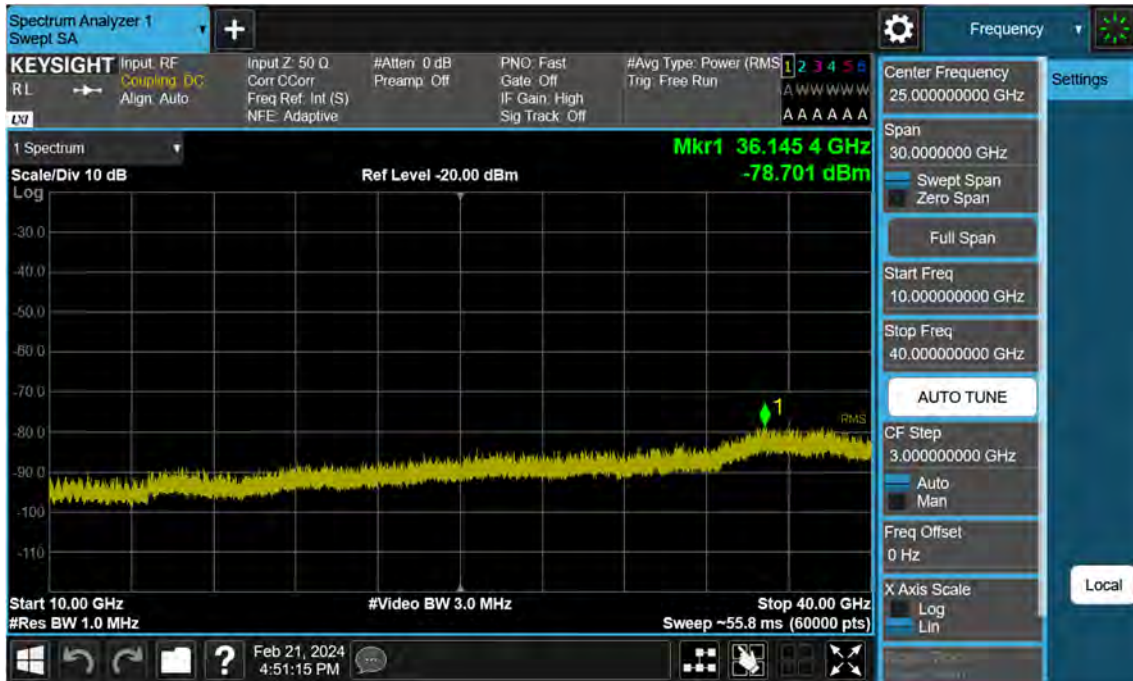 Spectrum Analyzer 1
Swept SA
+
Frequency
KEYSIGHT
RL
LXI
Input: RF
Coupling: DC
Align: Auto
Input Z: 50 Ω
Corr CCorr
Freq Ref: Int (S)
NFE: Adaptive
#Atten: 0 dB
Preamp: Off
PNO: Fast
Gate: Off
IF Gain: High
Sig Track: Off
#Avg Type: Power (RMS
Trig: Free Run
1 2 3 4 5 6
A W W W W W
A A A A A A
1 Spectrum
Scale/Div 10 dB
Ref Level -20.00 dBm
Mkr1 36.145 4 GHz
-78.701 dBm
Log
-30.0
-40.0
-50.0
-60.0
-70.0
-80.0
-90.0
-100
-110
1
RMS
Start 10.00 GHz
#Res BW 1.0 MHz
#Video BW 3.0 MHz
Stop 40.00 GHz
Sweep ~55.8 ms (60000 pts)
Center Frequency
25.000000000 GHz
Span
30.0000000 GHz
Swept Span
Zero Span
Full Span
Start Freq
10.000000000 GHz
Stop Freq
40.000000000 GHz
AUTO TUNE
CF Step
3.000000000 GHz
Auto
Man
Freq Offset
0 Hz
X Axis Scale
Log
Lin
Settings
Local
?
Feb 21, 2024
4:51:15 PM